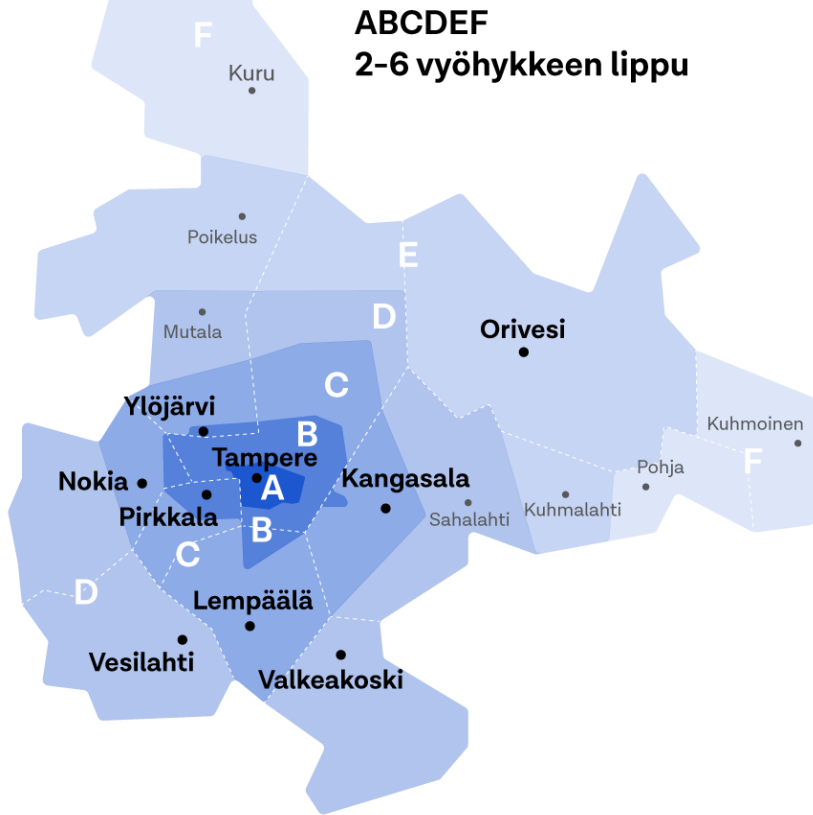 ABCDEF
2–6 vyöhykkeen lippu
F
Kuru
Poikelus
E
D
Mutala
Orivesi
C
Ylöjärvi
B
Kuhmoinen
Tampere
F
Nokia
A
Kangasala
Pohja
Pirkkala
Kuhmalahti
Sahalahti
B
C
D
Lempäälä
Vesilahti
Valkeakoski